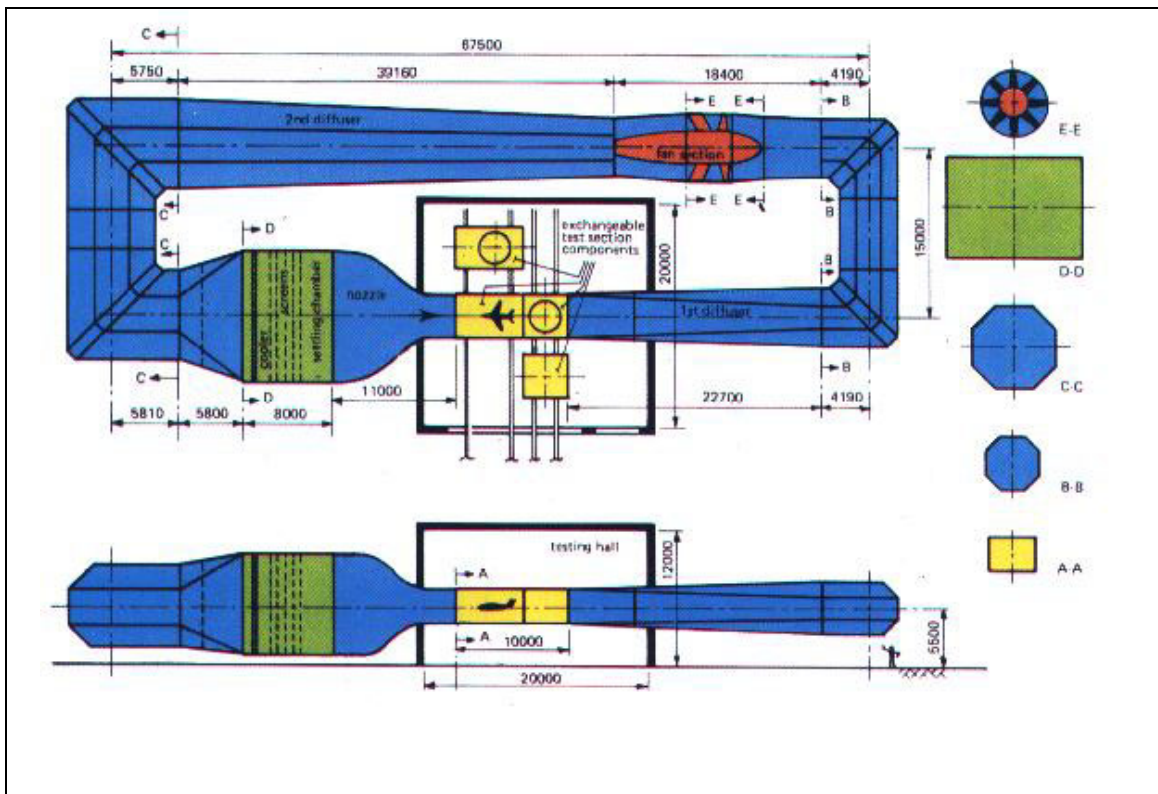 C
67500
5750
39160
18400
4190
E
E
B
2nd diffuser
fan section
E-E
E
E
B
C
C
D
exchangeable
test section
components
20000
15000
B
D-D
cooler
screens
settling chamber
nozzle
1st diffuser
C
D
11000
22700
B
5810
5800
8000
4190
C-C
B-B
testing hall
12000
A
A-A
A
10000
5500
20000